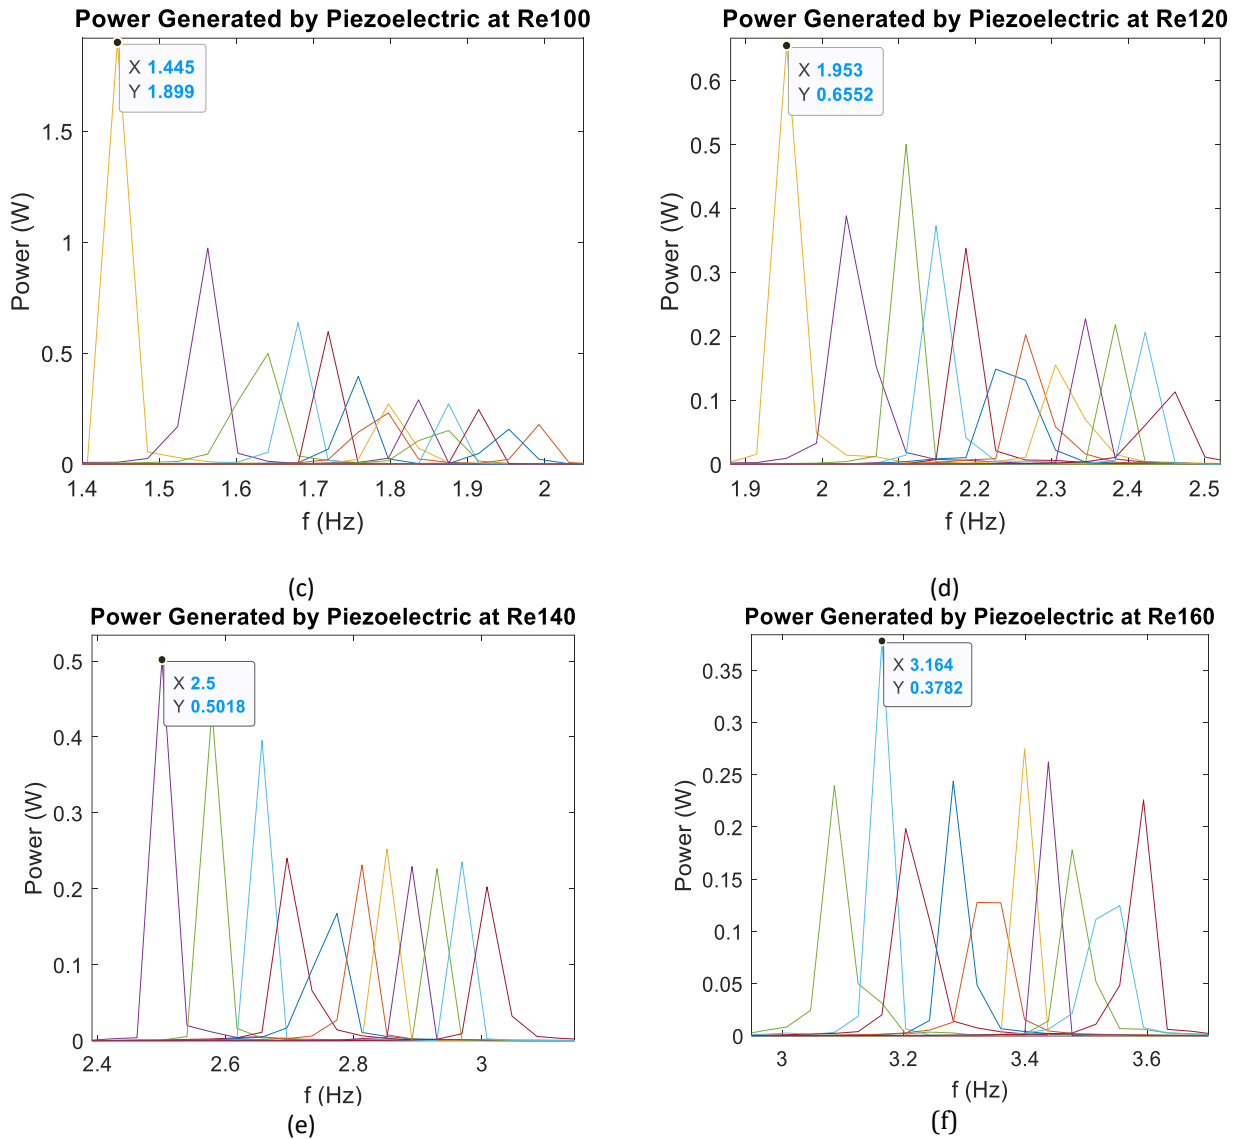 Power Generated by Piezoelectric at Re100
X 1.445
Y 1.899
Power (W)
1.5
1
0.5
0
1.4 1.5 1.6 1.7 1.8 1.9 2
f (Hz)
(c)
Power Generated by Piezoelectric at Re120
X 1.953
Y 0.6552
Power (W)
0.6
0.5
0.4
0.3
0.2
0.1
0
1.9 2 2.1 2.2 2.3 2.4 2.5
f (Hz)
(d)
Power Generated by Piezoelectric at Re140
X 2.5
Y 0.5018
Power (W)
0.5
0.4
0.3
0.2
0.1
0
2.4 2.6 2.8 3
f (Hz)
(e)
Power Generated by Piezoelectric at Re160
X 3.164
Y 0.3782
Power (W)
0.35
0.3
0.25
0.2
0.15
0.1
0.05
0
3 3.2 3.4 3.6
f (Hz)
(f)